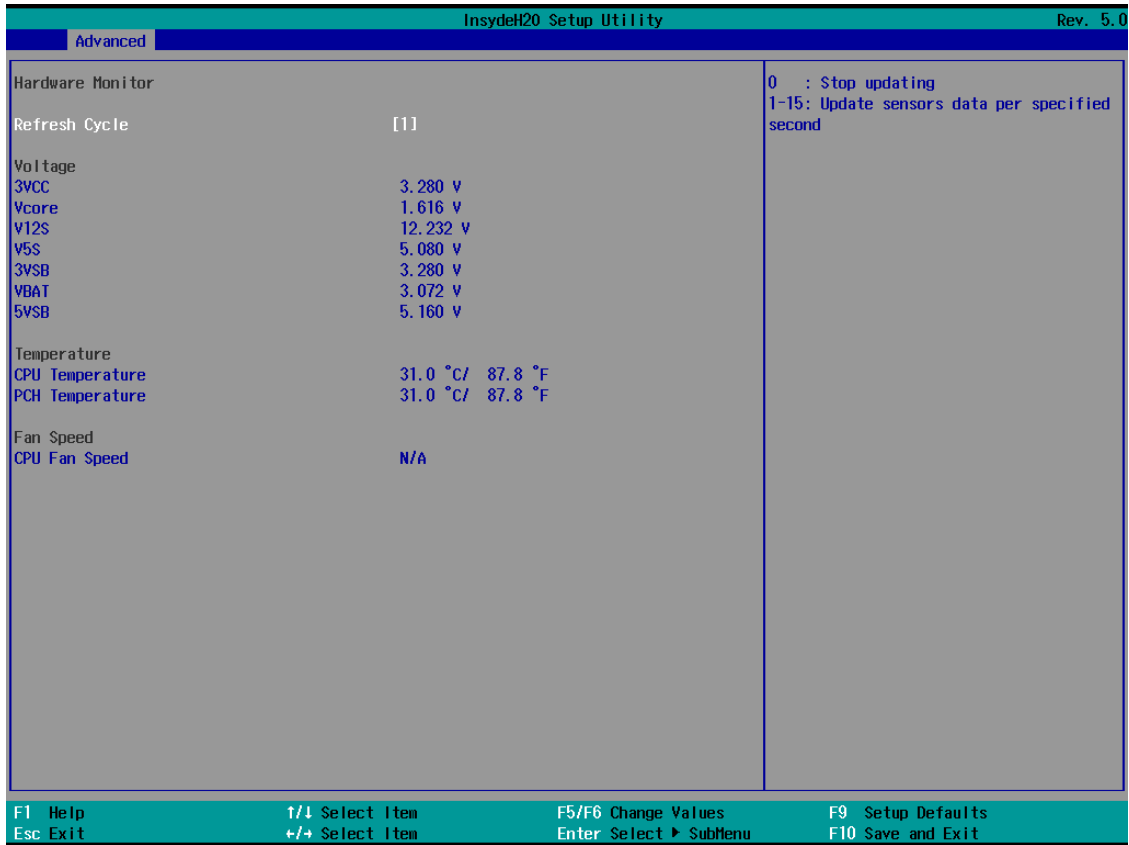 InsydeH20 Setup Utility Rev. 5.0
Advanced
Hardware Monitor
Refresh Cycle [1]
Voltage
3VCC 3.280 V
Vcore 1.616 V
V12S 12.232 V
V5S 5.080 V
3VSB 3.280 V
VBAT 3.072 V
5VSB 5.160 V
Temperature
CPU Temperature 31.0 °C/ 87.8 °F
PCH Temperature 31.0 °C/ 87.8 °F
Fan Speed
CPU Fan Speed N/A
0 : Stop updating
1-15: Update sensors data per specified
second
F1 Help ↑/↓ Select Item F5/F6 Change Values F9 Setup Defaults
Esc Exit ←/→ Select Item Enter Select ▶ SubMenu F10 Save and Exit